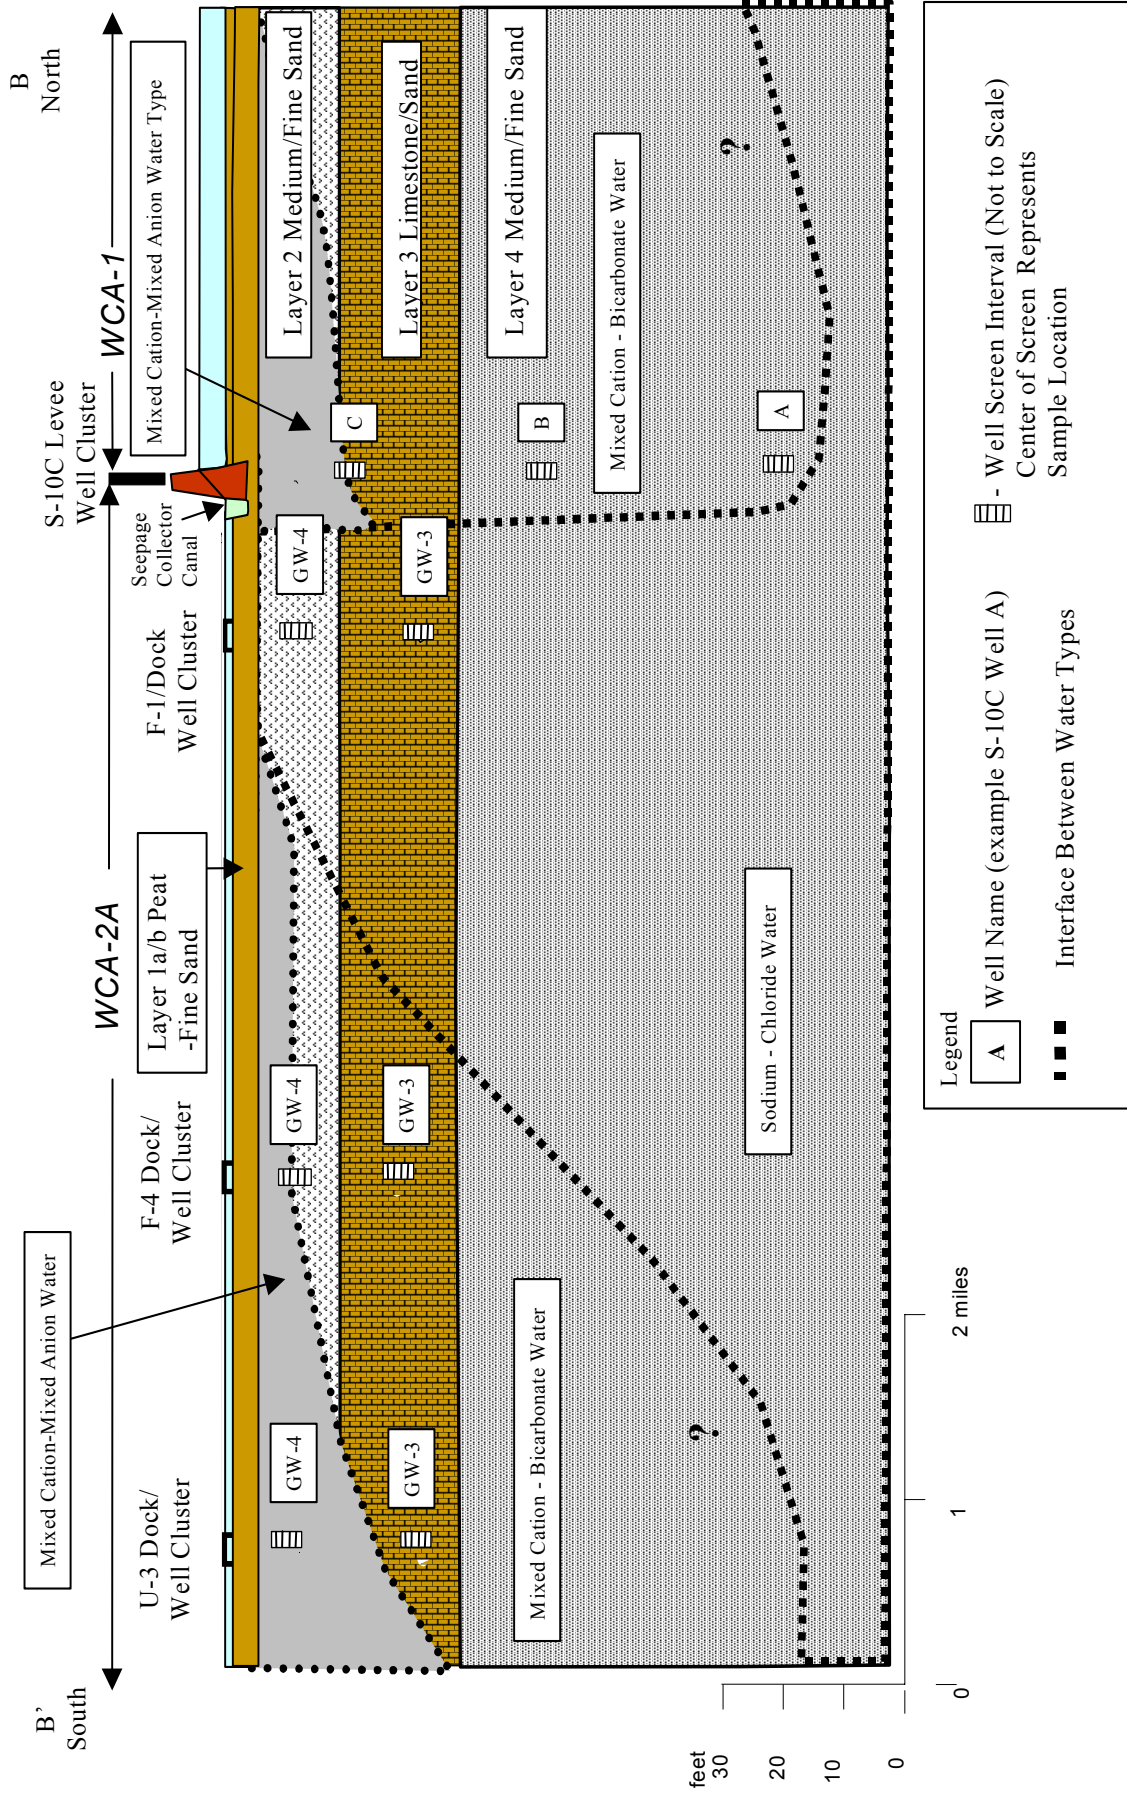 B
North
B'
South
WCA-1
WCA-2A
S-10C Levee
Well Cluster
Mixed Cation-Mixed Anion Water Type
Seepage
Collector
Canal
F-1/Dock
Well Cluster
Layer 1a/b Peat
-Fine Sand
F-4 Dock/
Well Cluster
Mixed Cation-Mixed Anion Water
U-3 Dock/
Well Cluster
Layer 2 Medium/Fine Sand
Layer 3 Limestone/Sand
Layer 4 Medium/Fine Sand
GW-4
GW-4
GW-4
GW-3
GW-3
GW-3
C
B
A
Mixed Cation - Bicarbonate Water
Mixed Cation - Bicarbonate Water
Sodium - Chloride Water
?
?
feet
30
20
10
0
0
1
2 miles
Legend
A
Well Name (example S-10C Well A)
Interface Between Water Types
- Well Screen Interval (Not to Scale)
Center of Screen Represents
Sample Location